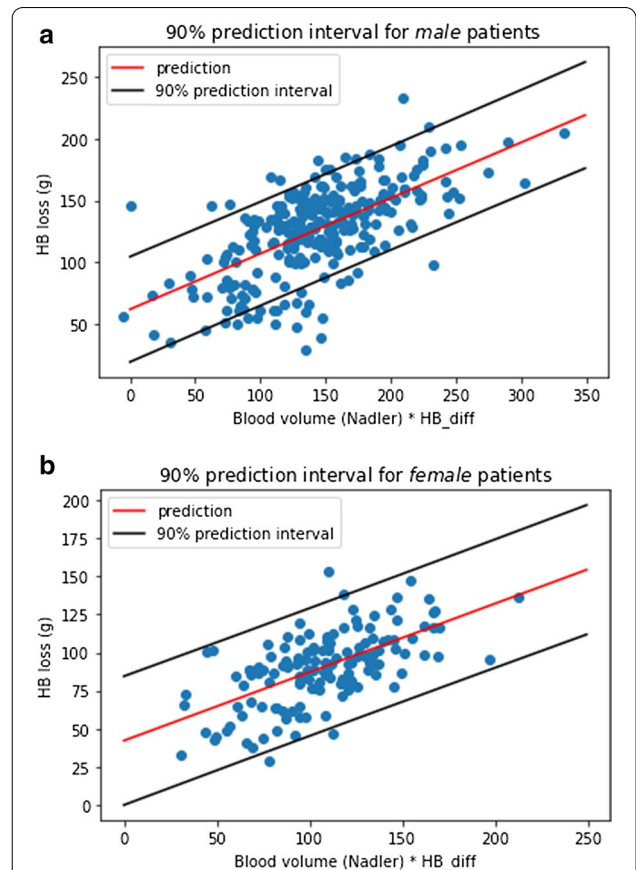 a
90% prediction interval for male patients
prediction
90% prediction interval
250
200
150
100
50
HB loss (g)
0 50 100 150 200 250 300 350
Blood volume (Nadler) * HB_diff
b
90% prediction interval for female patients
prediction
90% prediction interval
200
175
150
125
100
75
50
25
0
HB loss (g)
0 50 100 150 200 250
Blood volume (Nadler) * HB diff